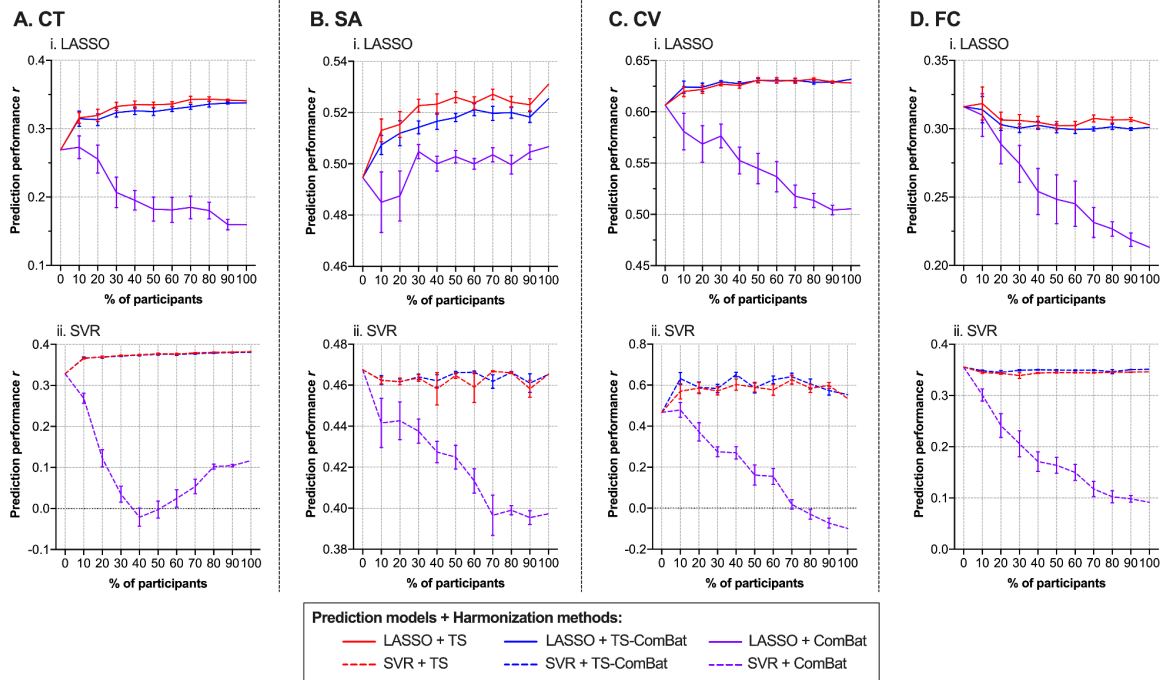 A. CT
i. LASSO
Prediction performance r
0.4
0.3
0.2
0.1
0 10 20 30 40 50 60 70 80 90 100
% of participants
ii. SVR
Prediction performance r
0.4
0.3
0.2
0.1
0.0
-0.1
0 10 20 30 40 50 60 70 80 90 100
% of participants
B. SA
i. LASSO
Prediction performance r
0.54
0.52
0.50
0.48
0.46
0 10 20 30 40 50 60 70 80 90 100
% of participants
ii. SVR
Prediction performance r
0.48
0.46
0.44
0.42
0.40
0.38
0 10 20 30 40 50 60 70 80 90 100
% of participants
C. CV
i. LASSO
Prediction performance r
0.65
0.60
0.55
0.50
0.45
0 10 20 30 40 50 60 70 80 90 100
% of participants
ii. SVR
Prediction performance r
0.8
0.6
0.4
0.2
0.0
-0.2
0 10 20 30 40 50 60 70 80 90 100
% of participants
D. FC
i. LASSO
Prediction performance r
0.35
0.30
0.25
0.20
0 10 20 30 40 50 60 70 80 90 100
% of participants
ii. SVR
Prediction performance r
0.4
0.3
0.2
0.1
0.0
0 10 20 30 40 50 60 70 80 90 100
% of participants
Prediction models + Harmonization methods:
LASSO + TS LASSO + TS-ComBat LASSO + ComBat
SVR + TS SVR + TS-ComBat SVR + ComBat